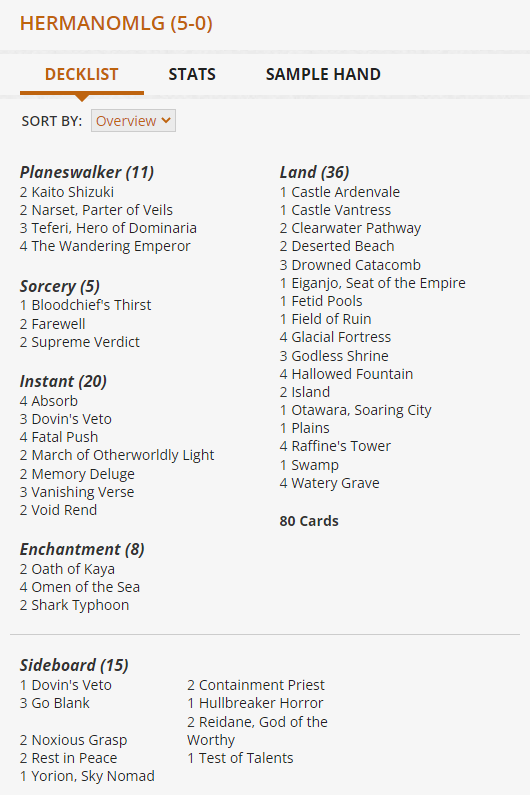 HERMANOMLG (5-0)
DECKLIST
STATS
SAMPLE HAND
SORT BY: Overview
Planeswalker (11)
2 Kaito Shizuki
2 Narset, Parter of Veils
3 Teferi, Hero of Dominaria
4 The Wandering Emperor
Sorcery (5)
1 Bloodchief's Thirst
2 Farewell
2 Supreme Verdict
Instant (20)
4 Absorb
3 Dovin's Veto
4 Fatal Push
2 March of Otherworldly Light
2 Memory Deluge
3 Vanishing Verse
2 Void Rend
Enchantment (8)
2 Oath of Kaya
4 Omen of the Sea
2 Shark Typhoon
Land (36)
1 Castle Ardenvale
1 Castle Vantress
2 Clearwater Pathway
2 Deserted Beach
3 Drowned Catacomb
1 Eiganjo, Seat of the Empire
1 Fetid Pools
1 Field of Ruin
4 Glacial Fortress
3 Godless Shrine
4 Hallowed Fountain
2 Island
1 Otawara, Soaring City
1 Plains
4 Raffine's Tower
1 Swamp
4 Watery Grave
80 Cards
Sideboard (15)
1 Dovin's Veto
3 Go Blank
2 Noxious Grasp
2 Rest in Peace
1 Yorion, Sky Nomad
2 Containment Priest
1 Hullbreaker Horror
2 Reidane, God of the
Worthy
1 Test of Talents